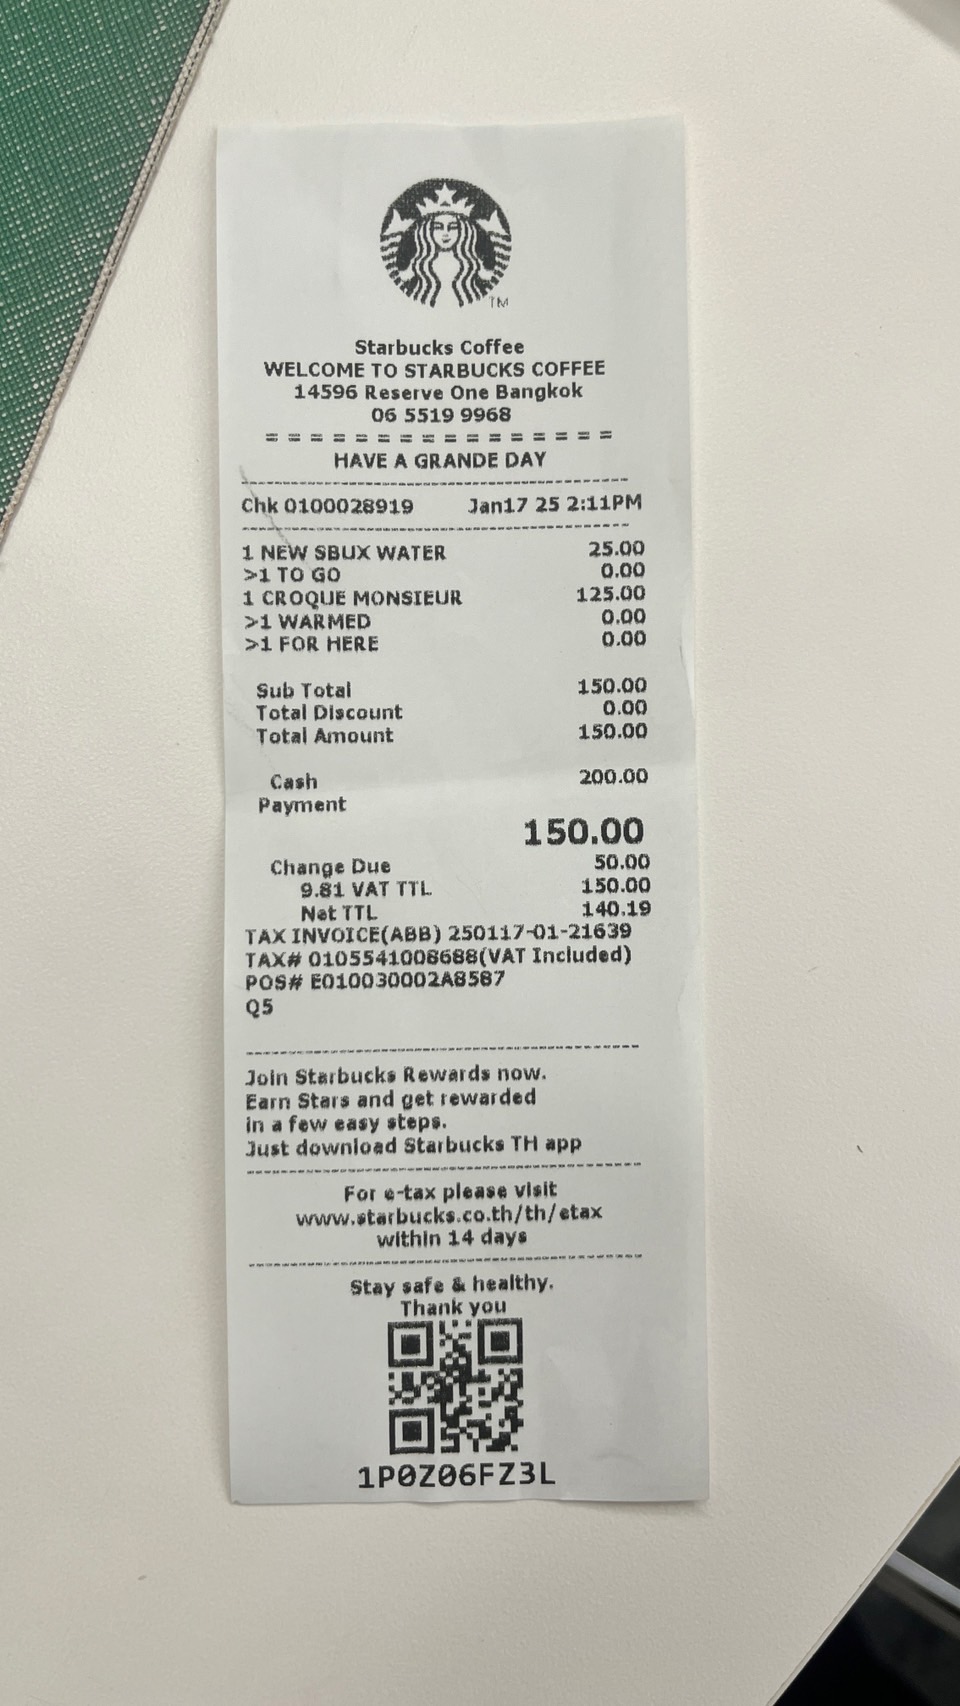 TM
Starbucks Coffee
WELCOME TO STARBUCKS COFFEE
14596 Reserve One Bangkok
06 5519 9968
= = = = = = = = = = = = =
HAVE A GRANDE DAY
Chk 0100028919 Jan17 25 2:11PM
1 NEW SBUX WATER 25.00
>1 TO GO 0.00
1 CROQUE MONSIEUR 125.00
>1 WARMED 0.00
>1 FOR HERE 0.00
Sub Total 150.00
Total Discount 0.00
Total Amount 150.00
Cash 200.00
Payment
150.00
Change Due 50.00
9.81 VAT TTL 150.00
Net TTL 140.19
TAX INVOICE(ABB) 250117-01-21639
TAX# 0105541008688(VAT Included)
POS# E010030002A8587
Q5
Join Starbucks Rewards now.
Earn Stars and get rewarded
in a few easy steps.
Just download Starbucks TH app
For e-tax please visit
www.starbucks.co.th/th/etax
within 14 days
Stay safe & healthy.
Thank you
1P0Z06FZ3L